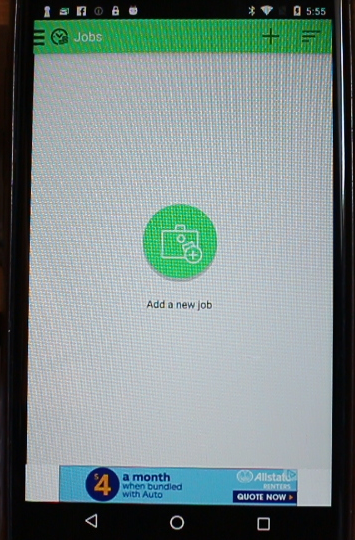 5:55
Jobs
Add a new job
$4
a month
when bundled
with Auto
Allstate
RENTERS
QUOTE NOW